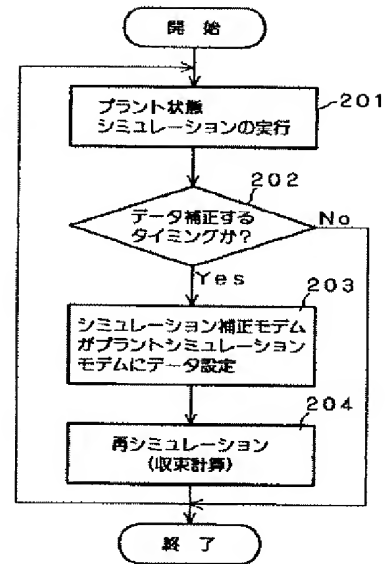 開 始
プラント状態
シミュレーションの実行
201
202
データ補正する
タイミングか?
No
Yes
203
シミュレーション補正モデム
がプラントシミュレーション
モデムにデータ設定
204
再シミュレーション
(収束計算)
終 了